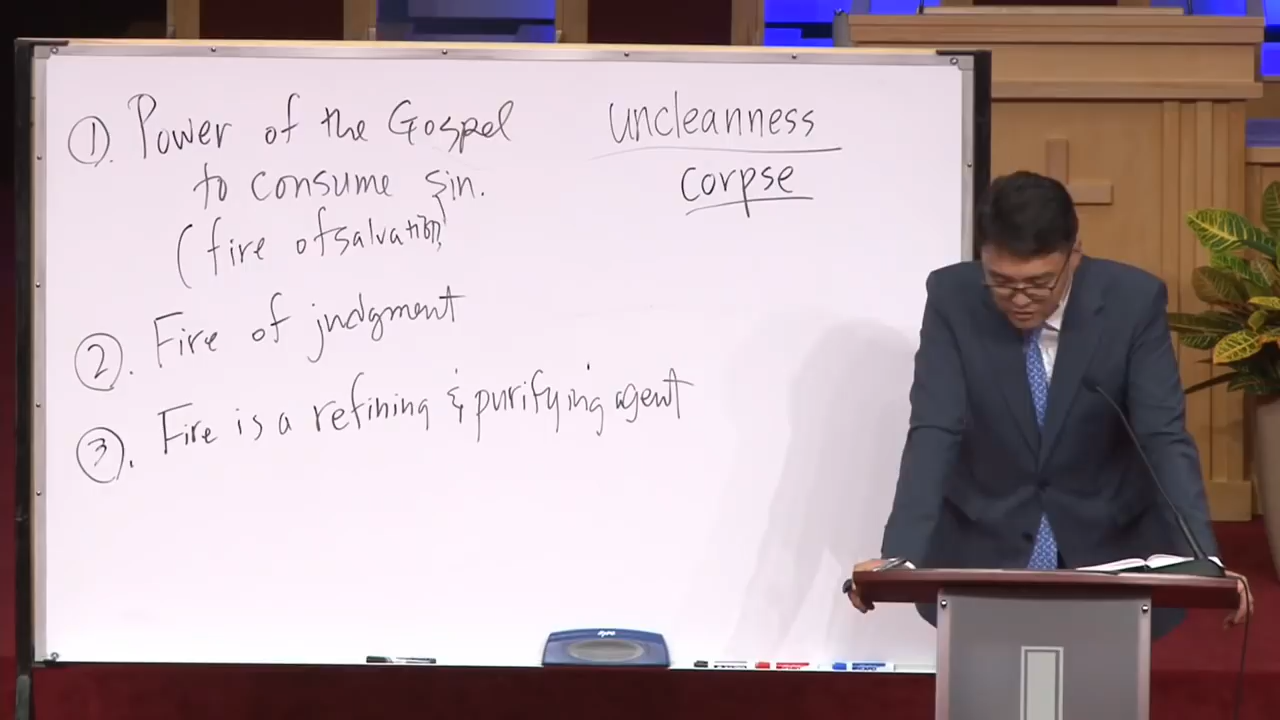 ①. Power of the Gospel
to consume sin.
(fire of salvation)
②. Fire of judgment
③. Fire is a refining & purifying agent
uncleanness
corpse
expo